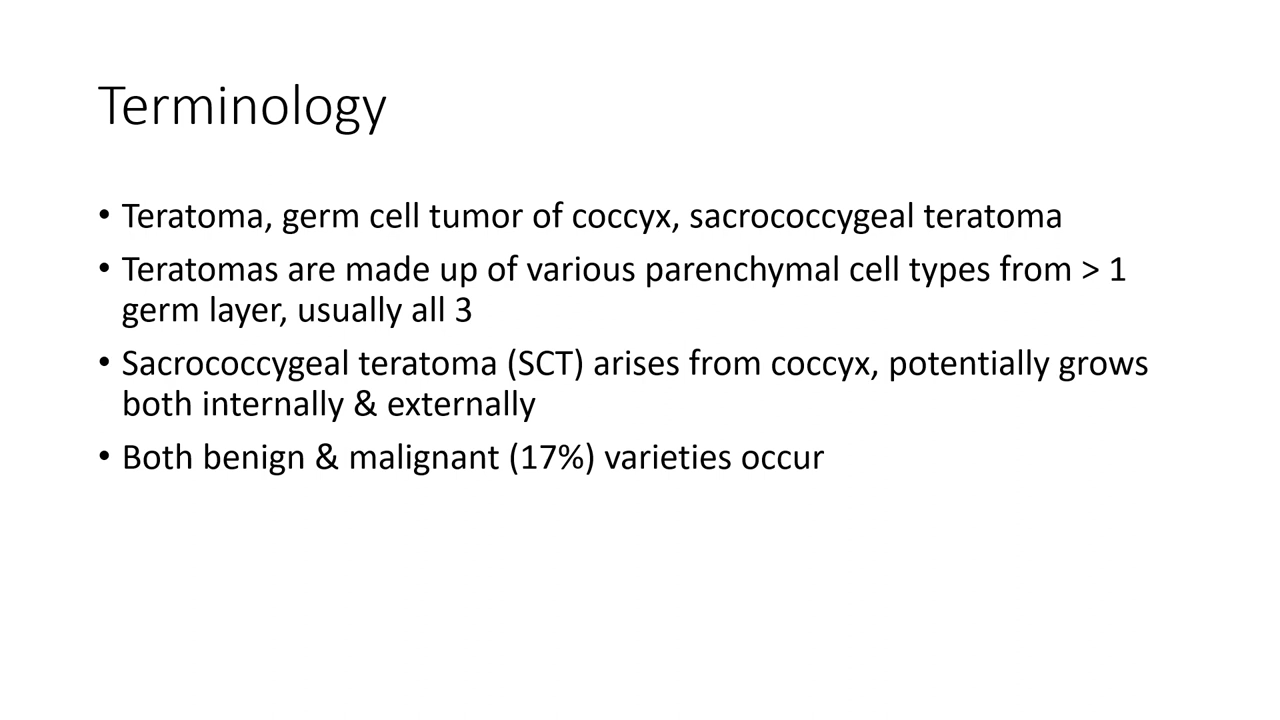 Terminology
• Teratoma, germ cell tumor of coccyx, sacrococcygeal teratoma
• Teratomas are made up of various parenchymal cell types from > 1
germ layer, usually all 3
• Sacrococcygeal teratoma (SCT) arises from coccyx, potentially grows
both internally & externally
• Both benign & malignant (17%) varieties occur